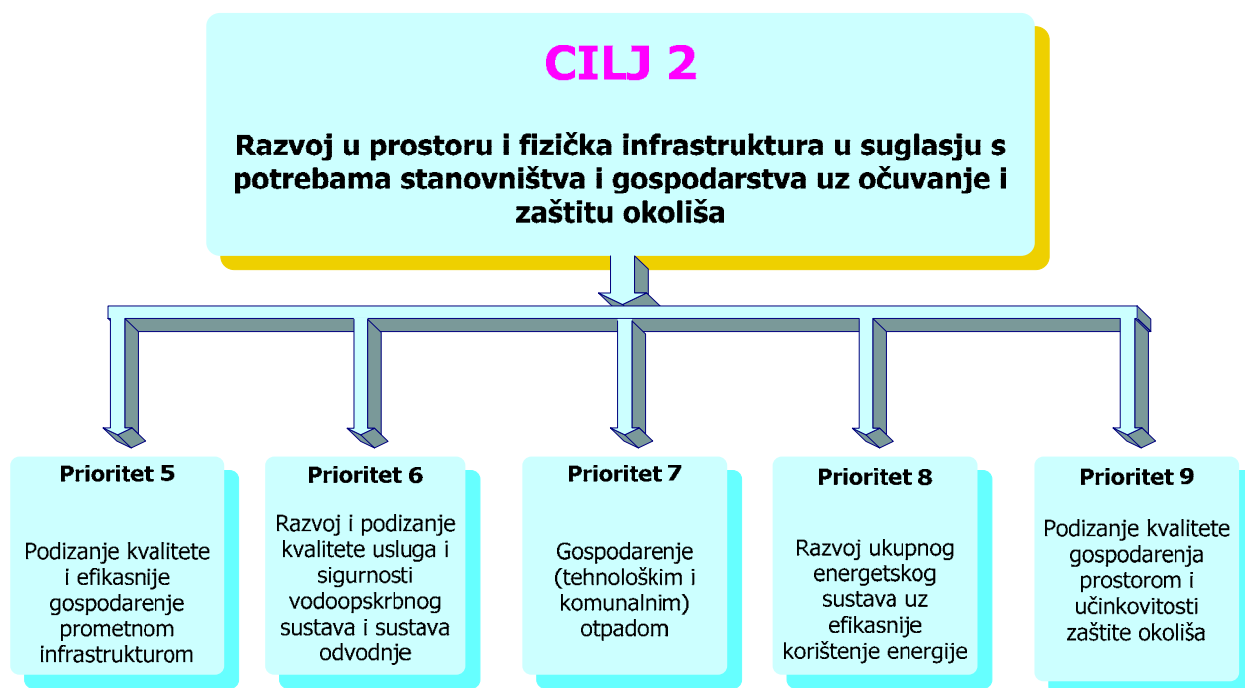 CILJ 2
Razvoj u prostoru i fizička infrastruktura u suglasju s
potrebama stanovništva i gospodarstva uz očuvanje i
zaštitu okoliša
Prioritet 5
Podizanje kvalitete
i efikasnije
gospodarenje
prometnom
infrastrukturom
Prioritet 6
Razvoj i podizanje
kvalitete usluga i
sigurnosti
vodoopskrbnog
sustava i sustava
odvodnje
Prioritet 7
Gospodarenje
(tehnološkim i
komunalnim)
otpadom
Prioritet 8
Razvoj ukupnog
energetskog
sustava uz
efikasnije
korištenje energije
Prioritet 9
Podizanje kvalitete
gospodarenja
prostorom i
učinkovitosti
zaštite okoliša